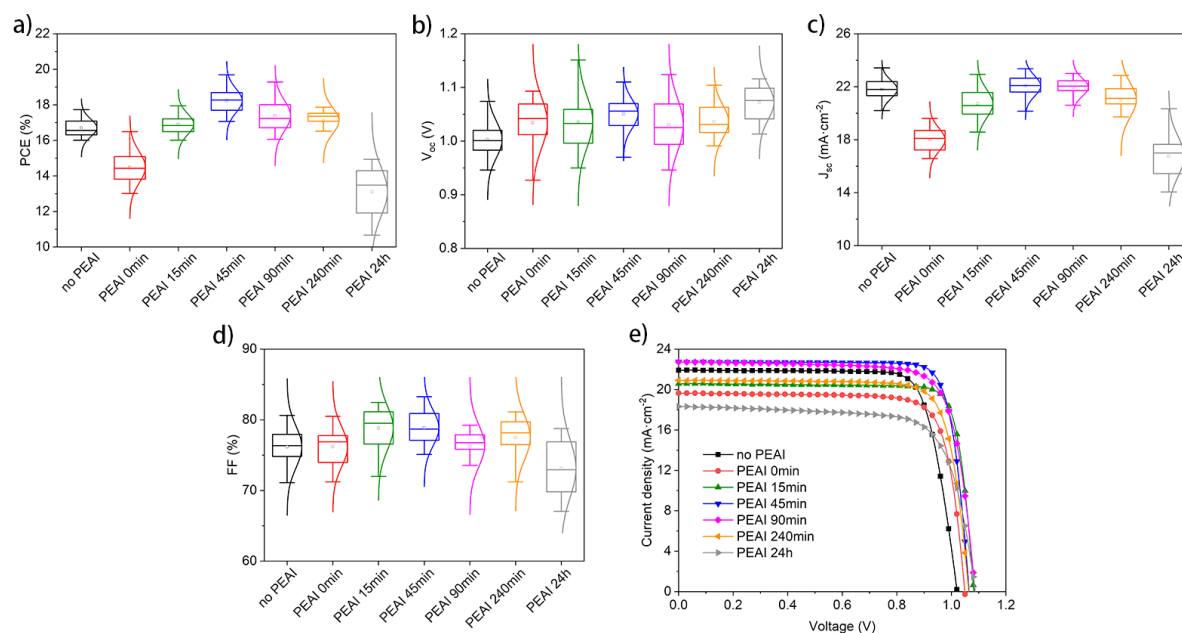 a)
PCE (%)
22
20
18
16
14
12
10
no PEAI
PEAI 0min
PEAI 15min
PEAI 45min
PEAI 90min
PEAI 240min
PEAI 24h
b)
Voc (V)
1.2
1.1
1.0
0.9
0.8
no PEAI
PEAI 0min
PEAI 15min
PEAI 45min
PEAI 90min
PEAI 240min
PEAI 24h
c)
Jsc (mA·cm⁻²)
26
22
18
14
10
no PEAI
PEAI 0min
PEAI 15min
PEAI 45min
PEAI 90min
PEAI 240min
PEAI 24h
d)
FF (%)
90
80
70
60
no PEAI
PEAI 0min
PEAI 15min
PEAI 45min
PEAI 90min
PEAI 240min
PEAI 24h
e)
Current density (mA·cm⁻²)
24
20
16
12
8
4
0
no PEAI
PEAI 0min
PEAI 15min
PEAI 45min
PEAI 90min
PEAI 240min
PEAI 24h
0.0 0.2 0.4 0.6 0.8 1.0 1.2
Voltage (V)